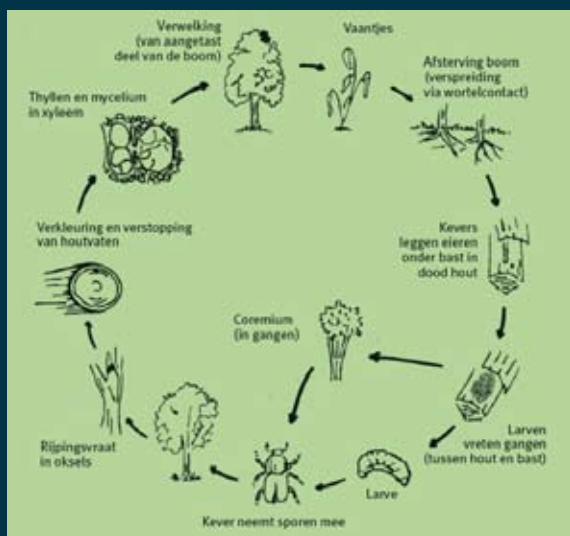 Verwelking
(van aangetast
deel van de boom)
Vaantjes
Afsterving boom
(verspreiding
via wortelcontact)
Kevers
leggen eieren
onder bast in
dood hout
Larven
vreten gangen
(tussen hout en bast)
Larve
Coremium
(in gangen)
Kever neemt sporen mee
Rijpingsvraat
in oksels
Verkleuring en verstopping
van houtvaten
Thyllen en mycelium
in xyleem